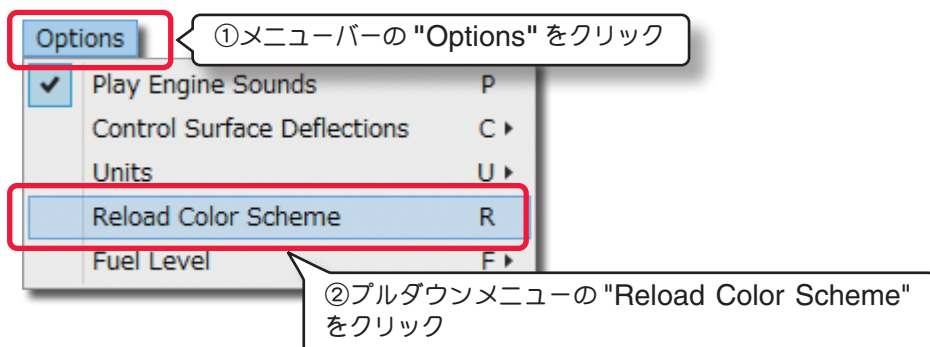 Options
①メニューバーの "Options" をクリック
✔ Play Engine Sounds P
Control Surface Deflections C ▸
Units U ▸
Reload Color Scheme R
Fuel Level F ▸
②プルダウンメニューの "Reload Color Scheme"
をクリック